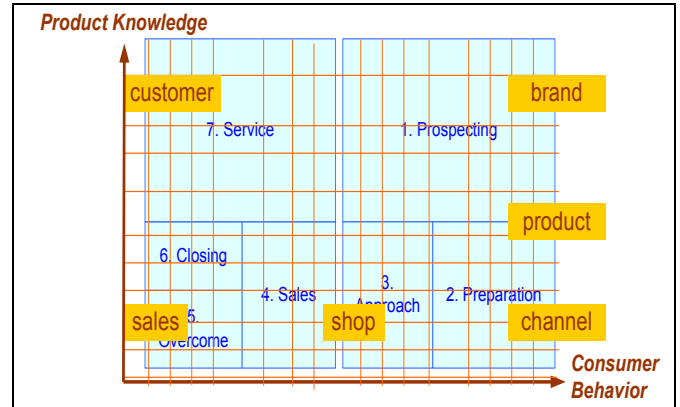 Product Knowledge
customer
brand
7. Service
1. Prospecting
product
6. Closing
3.
Approach
4. Sales
2. Preparation
sales
5.
Overcome
shop
channel
Consumer
Behavior